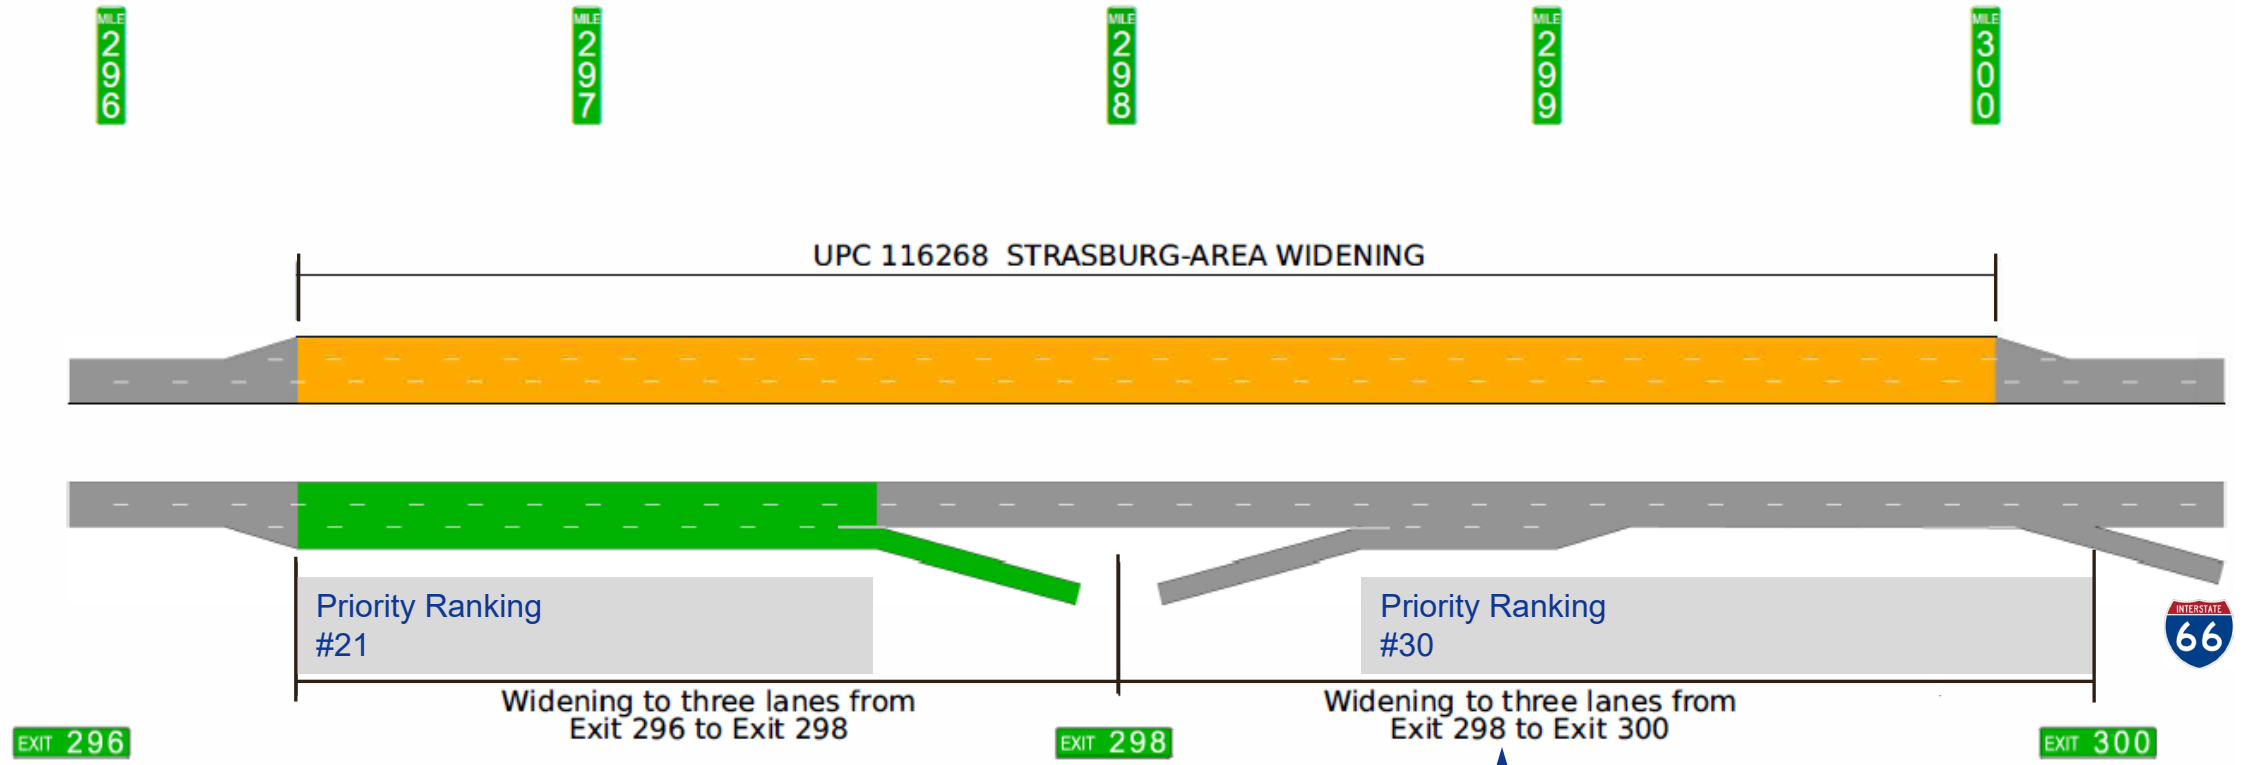 MILE 296
MILE 297
MILE 298
MILE 299
MILE 300
UPC 116268 STRASBURG-AREA WIDENING
Priority Ranking
#21
Priority Ranking
#30
INTERSTATE
66
Widening to three lanes from
Exit 296 to Exit 298
Widening to three lanes from
Exit 298 to Exit 300
EXIT 296
EXIT 298
EXIT 300